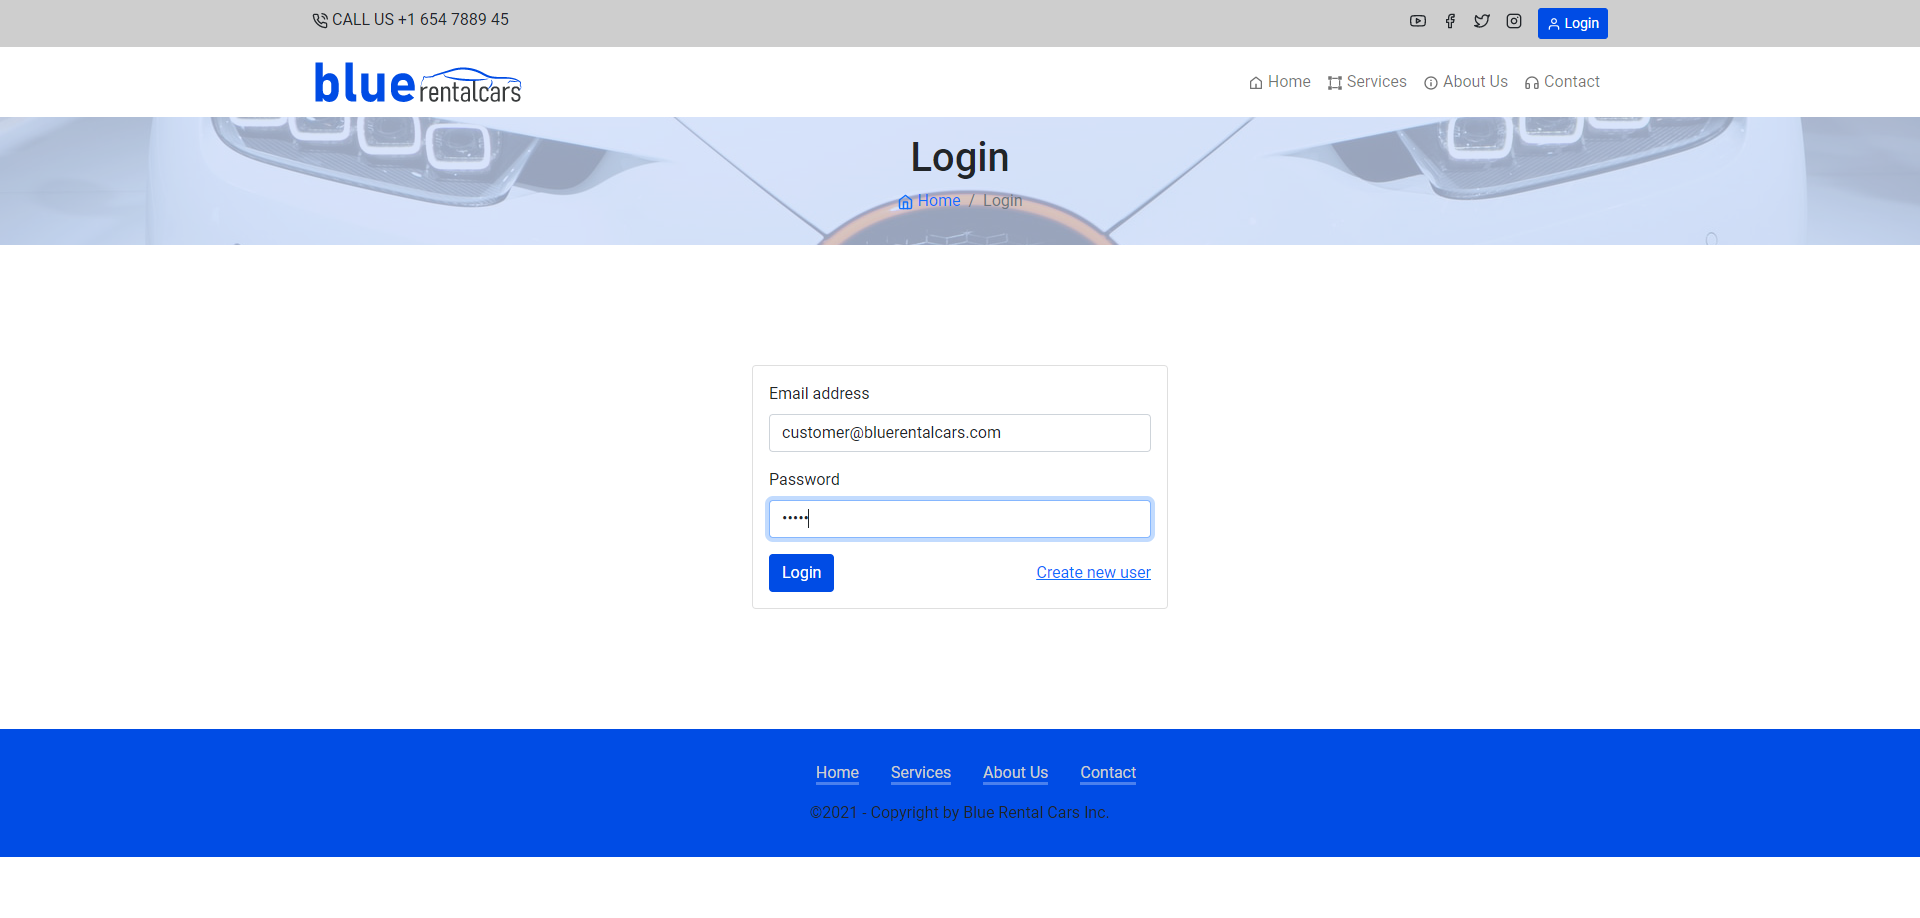 CALL US +1 654 7889 45
Login
blue rentalcars
Home Services About Us Contact
Login
Home / Login
Email address
customer@bluerentalcars.com
Password
•••••
Login Create new user
Home Services About Us Contact
©2021 - Copyright by Blue Rental Cars Inc.